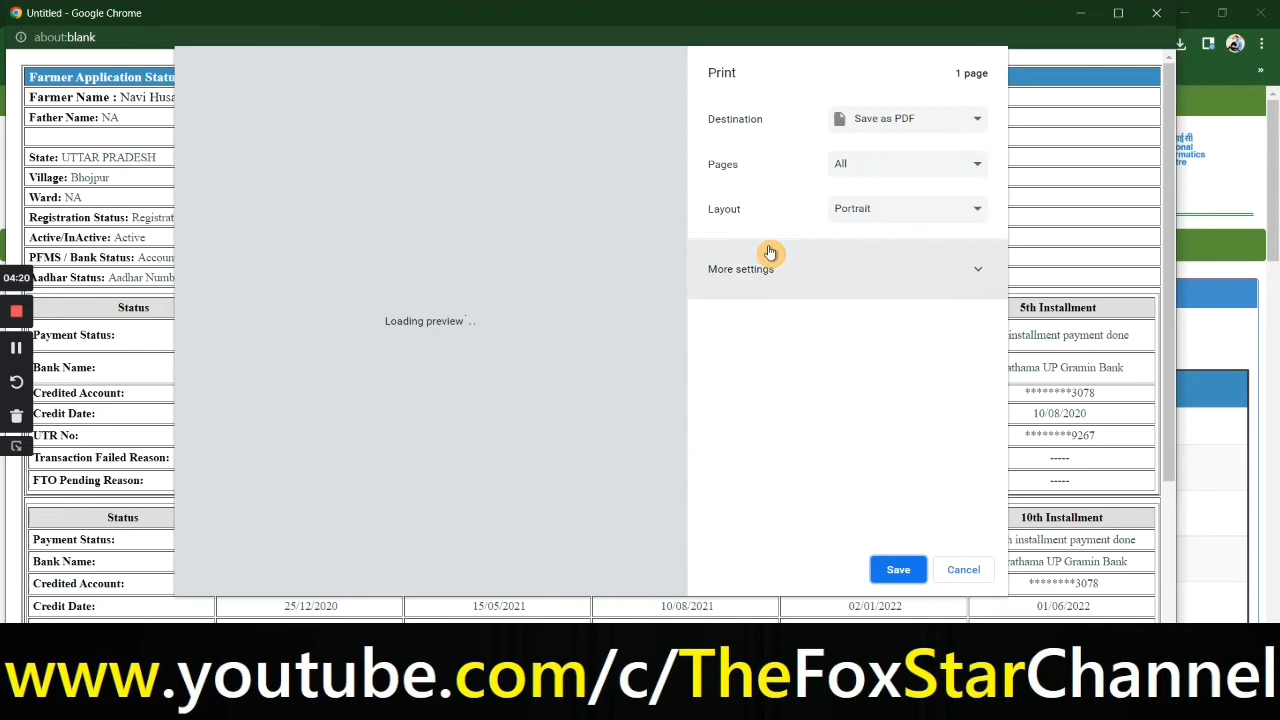 Untitled - Google Chrome
about:blank
Farmer Application Statu
Farmer Name : Navi Husa
Father Name: NA
State: UTTAR PRADESH
Village: Bhojpur
Ward: NA
Registration Status: Registrat
Active/InActive: Active
PFMS / Bank Status: Accoun
Aadhar Status: Aadhar Numb
04:20
Print
1 page
Destination
Save as PDF
Pages
All
Layout
Portrait
More settings
Loading preview
Save
Cancel
Status
5th Installment
Payment Status:
installment payment done
Bank Name:
athama UP Gramin Bank
Credited Account:
********3078
Credit Date:
10/08/2020
UTR No:
********9267
Transaction Failed Reason:
-----
FTO Pending Reason:
-----
Status
10th Installment
Payment Status:
h installment payment done
Bank Name:
rathama UP Gramin Bank
Credited Account:
********3078
Credit Date:
25/12/2020
15/05/2021
10/08/2021
02/01/2022
01/06/2022
आई सी
onal
ormatics
tre
www.youtube.com/c/TheFoxStarChannel